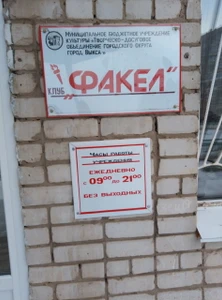 Муниципальное бюджетное учреждение
культуры «Творческо-досуговое
объединение городского округа
город Выкса»
КЛУБ "ФАКЕЛ"
Часы работы
учреждения
ЕЖЕДНЕВНО
с 09⁰⁰ до 21⁰⁰
БЕЗ ВЫХОДНЫХ